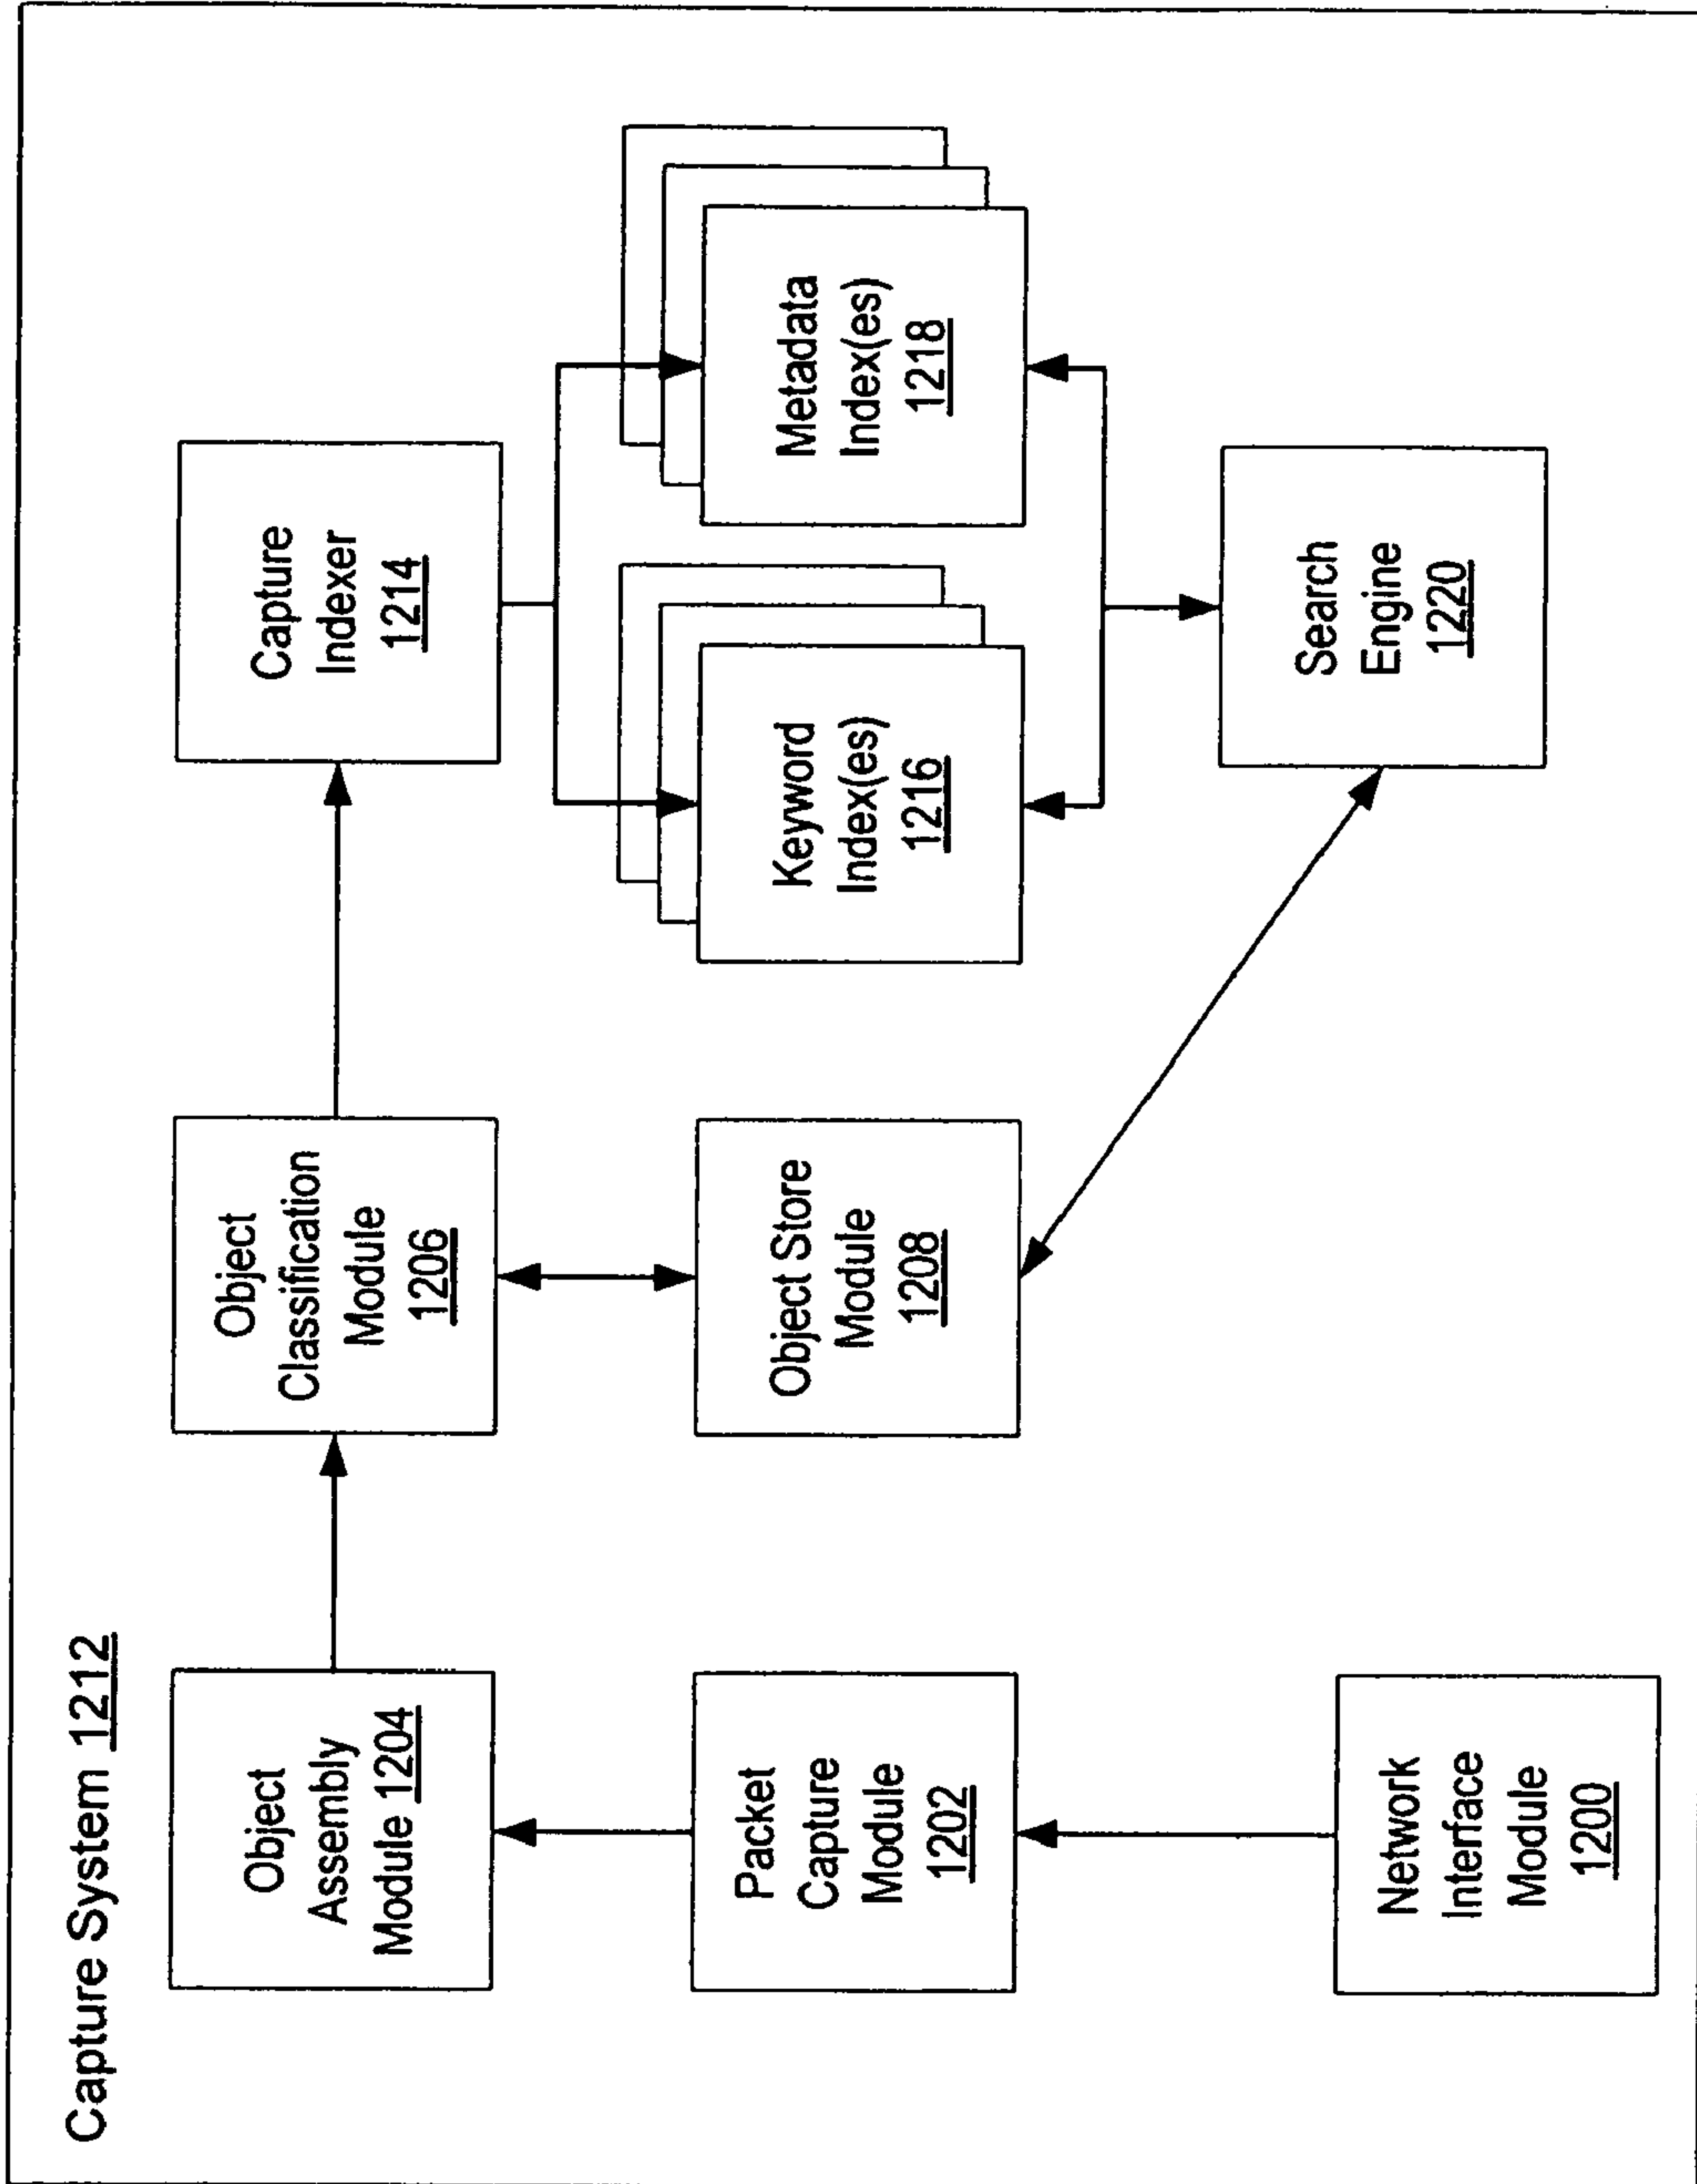 Capture System 1212
Object
Assembly
Module 1204
Object
Classification
Module
1206
Capture
Indexer
1214
Packet
Capture
Module
1202
Object Store
Module
1208
Keyword
Index(es)
1216
Metadata
Index(es)
1218
Network
Interface
Module
1200
Search
Engine
1220